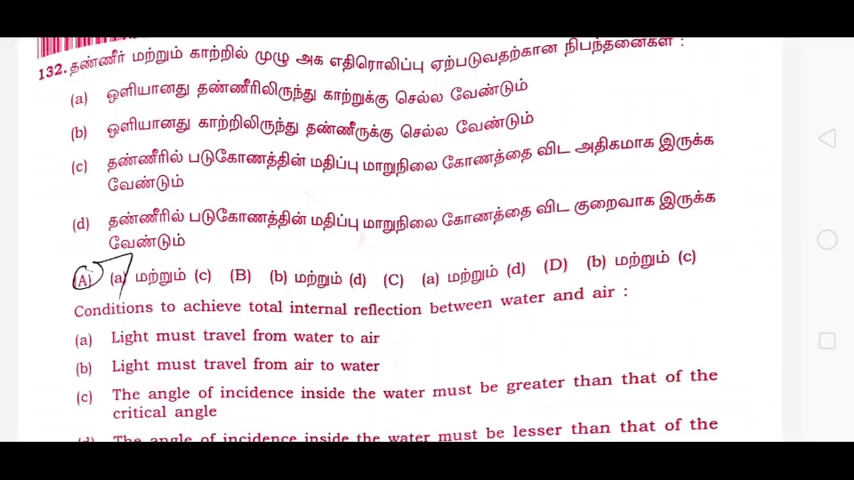 132. தண்ணீர் மற்றும் காற்றில் முழு அக எதிரொலிப்பு ஏற்படுவதற்கான நிபந்தனைகள் :
(a) ஒளியானது தண்ணீரிலிருந்து காற்றுக்கு செல்ல வேண்டும்
(b) ஒளியானது காற்றிலிருந்து தண்ணீருக்கு செல்ல வேண்டும்
(c) தண்ணீரில் படுகோணத்தின் மதிப்பு மாறுநிலை கோணத்தை விட அதிகமாக இருக்க
வேண்டும்
(d) தண்ணீரில் படுகோணத்தின் மதிப்பு மாறுநிலை கோணத்தை விட குறைவாக இருக்க
வேண்டும்
(A) (a) மற்றும் (c) (B) (b) மற்றும் (d) (C) (a) மற்றும் (d) (D) (b) மற்றும் (c)
Conditions to achieve total internal reflection between water and air :
(a) Light must travel from water to air
(b) Light must travel from air to water
(c) The angle of incidence inside the water must be greater than that of the
critical angle
(d) The angle of incidence inside the water must be lesser than that of the